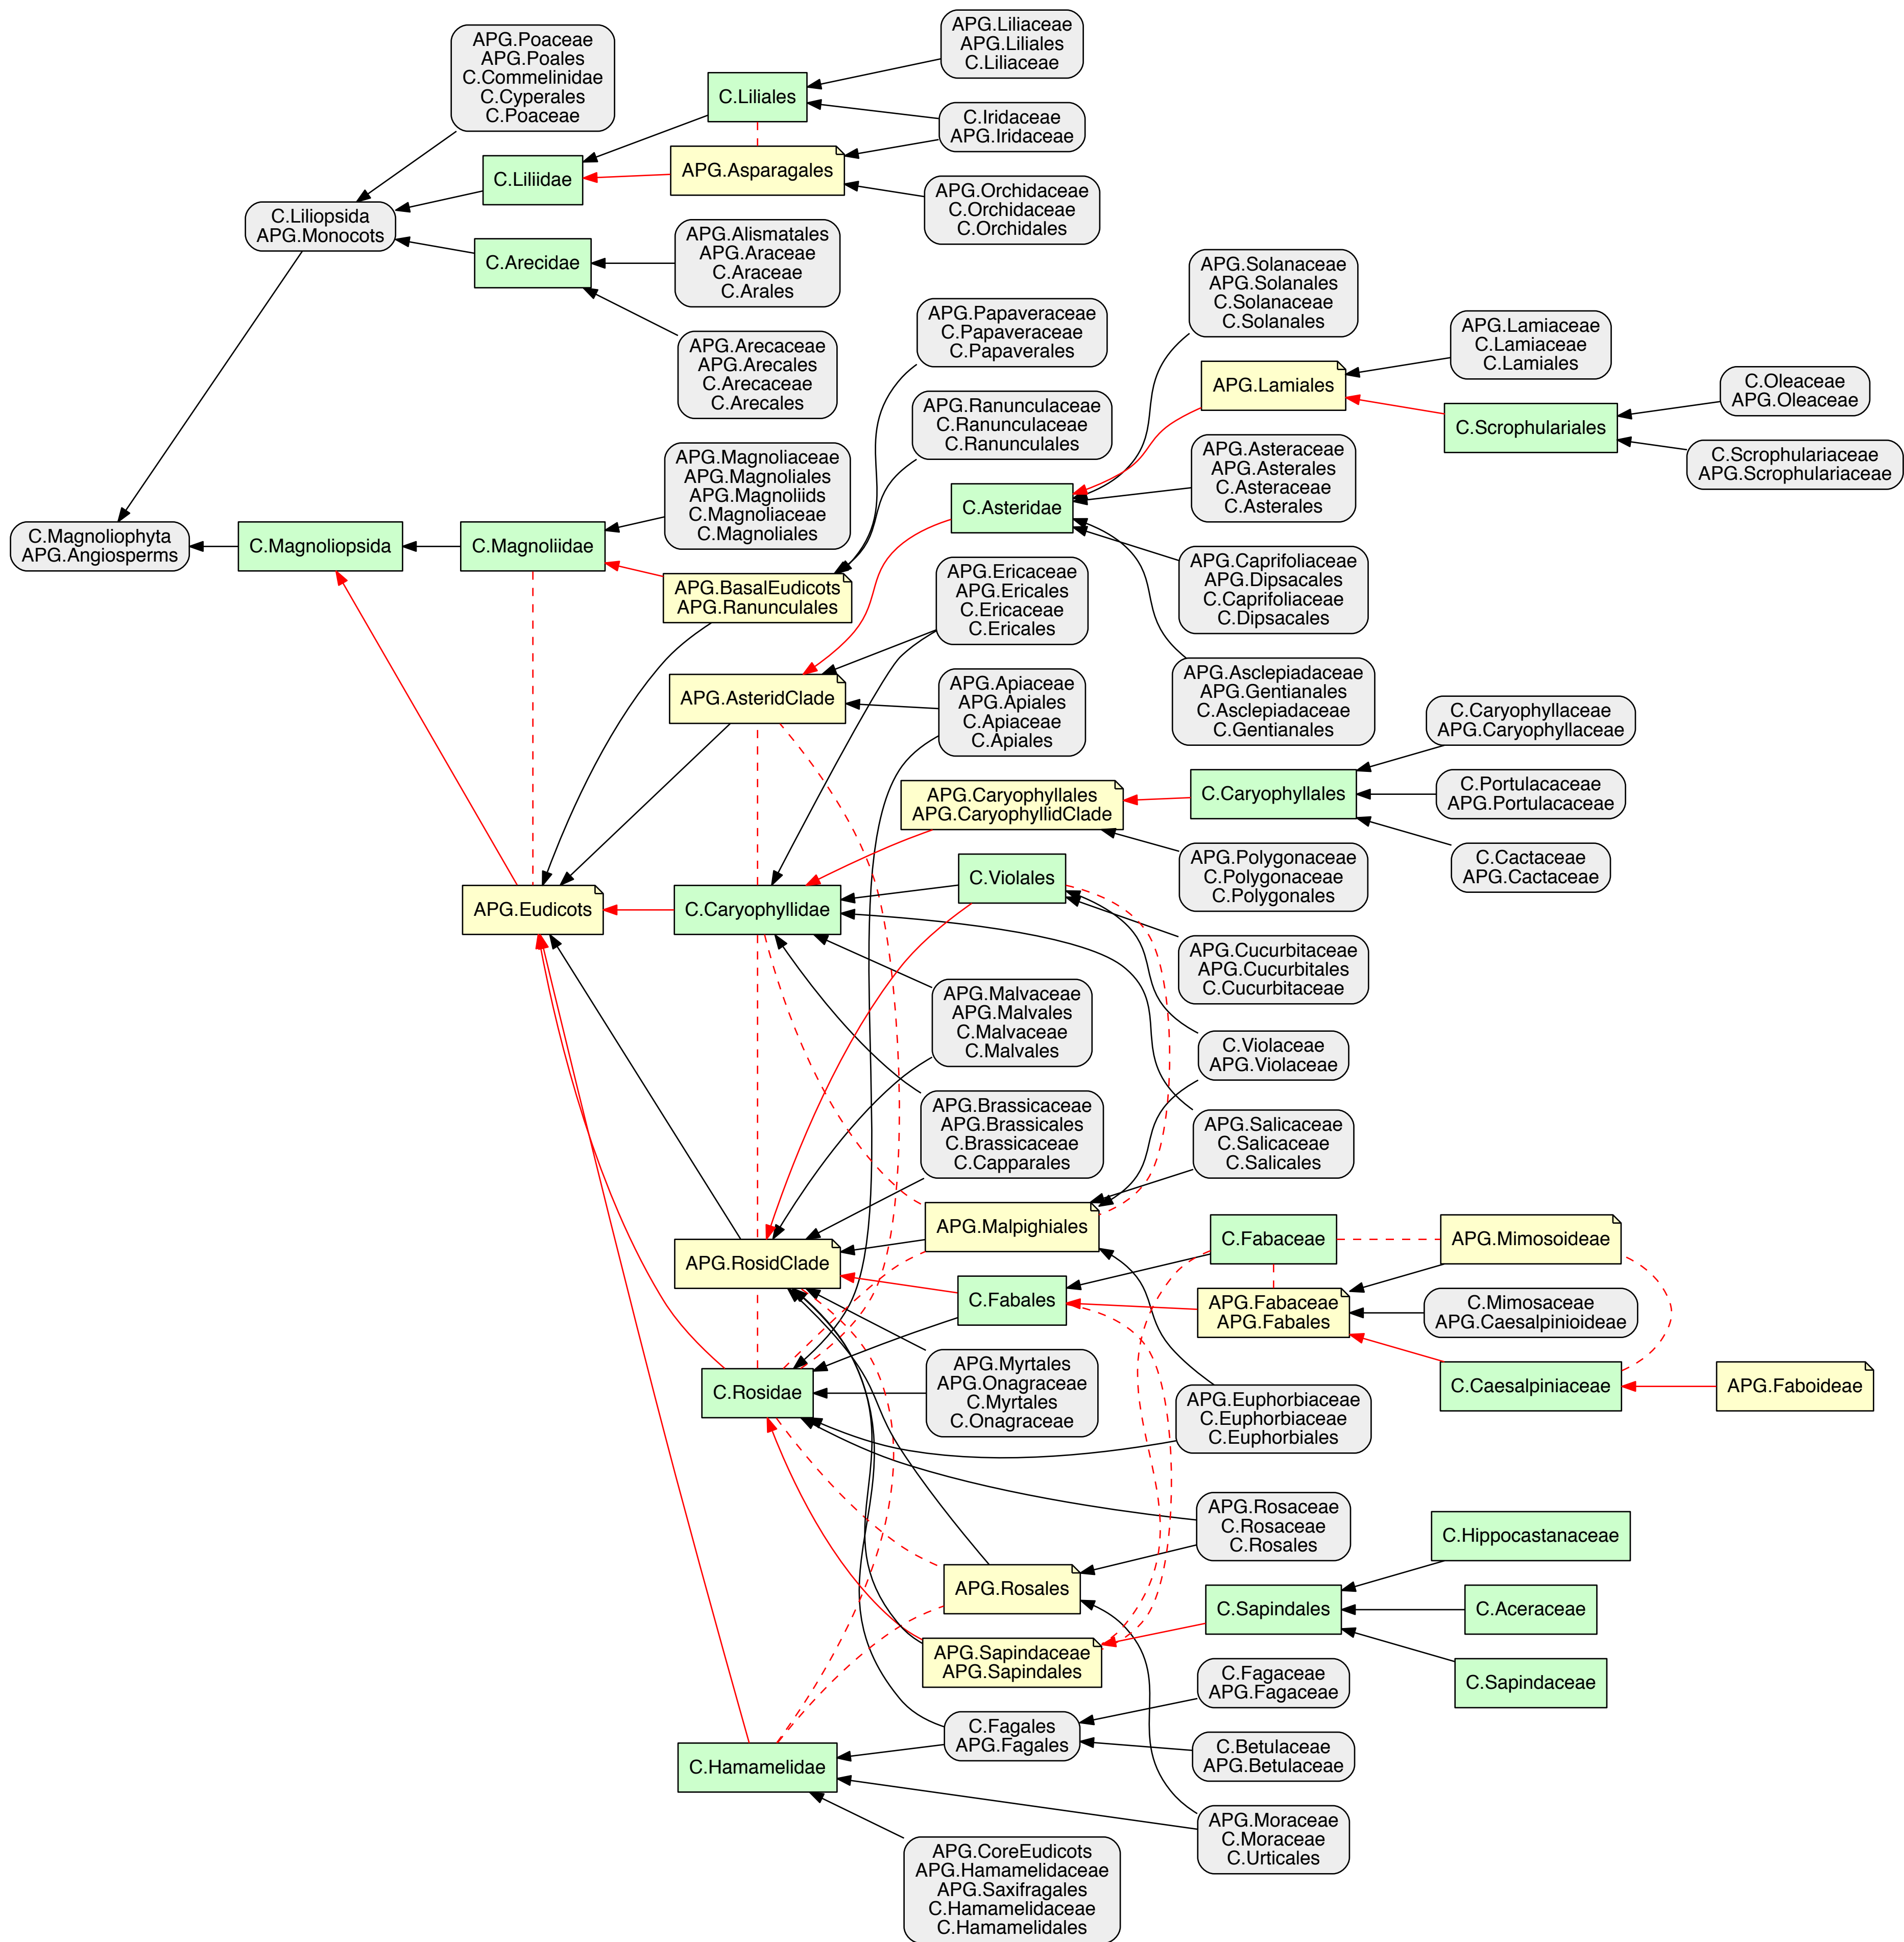 APG.Poaceae
APG.Poales
C.Commelinidae
C.Cyperales
C.Poaceae
APG.Liliaceae
APG.Liliales
C.Liliaceae
C.Liliales
C.Iridaceae
APG.Iridaceae
APG.Asparagales
C.Liliidae
APG.Orchidaceae
C.Orchidaceae
C.Orchidales
C.Liliopsida
APG.Monocots
C.Arecidae
APG.Alismatales
APG.Araceae
C.Araceae
C.Arales
APG.Arecaceae
APG.Arecales
C.Arecaceae
C.Arecales
APG.Papaveraceae
C.Papaveraceae
C.Papaverales
APG.Solanaceae
APG.Solanales
C.Solanaceae
C.Solanales
APG.Lamiaceae
C.Lamiaceae
C.Lamiales
APG.Lamiales
C.Oleaceae
APG.Oleaceae
C.Scrophulariales
C.Scrophulariaceae
APG.Scrophulariaceae
APG.Ranunculaceae
C.Ranunculaceae
C.Ranunculales
APG.Asteraceae
APG.Asterales
C.Asteraceae
C.Asterales
APG.Magnoliaceae
APG.Magnoliales
APG.Magnoliids
C.Magnoliaceae
C.Magnoliales
C.Asteridae
C.Magnoliophyta
APG.Angiosperms
C.Magnoliopsida
C.Magnoliidae
APG.BasalEudicots
APG.Ranunculales
APG.Ericaceae
APG.Ericales
C.Ericaceae
C.Ericales
APG.Caprifoliaceae
APG.Dipsacales
C.Caprifoliaceae
C.Dipsacales
APG.AsteridClade
APG.Apiaceae
APG.Apiales
C.Apiaceae
C.Apiales
APG.Asclepiadaceae
APG.Gentianales
C.Asclepiadaceae
C.Gentianales
C.Caryophyllaceae
APG.Caryophyllaceae
APG.Caryophyllales
APG.CaryophyllidClade
C.Caryophyllales
C.Portulacaceae
APG.Portulacaceae
C.Cactaceae
APG.Cactaceae
APG.Polygonaceae
C.Polygonaceae
C.Polygonales
C.Violales
APG.Eudicots
C.Caryophyllidae
APG.Cucurbitaceae
APG.Cucurbitales
C.Cucurbitaceae
APG.Malvaceae
APG.Malvales
C.Malvaceae
C.Malvales
C.Violaceae
APG.Violaceae
APG.Brassicaceae
APG.Brassicales
C.Brassicaceae
C.Capparales
APG.Salicaceae
C.Salicaceae
C.Salicales
APG.Malpighiales
APG.RosidClade
C.Fabaceae
APG.Mimosoideae
C.Fabales
APG.Fabaceae
APG.Fabales
C.Mimosaceae
APG.Caesalpinioideae
C.Caesalpiniaceae
APG.Faboideae
C.Rosidae
APG.Myrtales
APG.Onagraceae
C.Myrtales
C.Onagraceae
APG.Euphorbiaceae
C.Euphorbiaceae
C.Euphorbiales
APG.Rosaceae
C.Rosaceae
C.Rosales
C.Hippocastanaceae
APG.Rosales
C.Sapindales
C.Aceraceae
APG.Sapindaceae
APG.Sapindales
C.Sapindaceae
C.Fagaceae
APG.Fagaceae
C.Fagales
APG.Fagales
C.Betulaceae
APG.Betulaceae
C.Hamamelidae
APG.Moraceae
C.Moraceae
C.Urticales
APG.CoreEudicots
APG.Hamamelidaceae
APG.Saxifragales
C.Hamamelidaceae
C.Hamamelidales